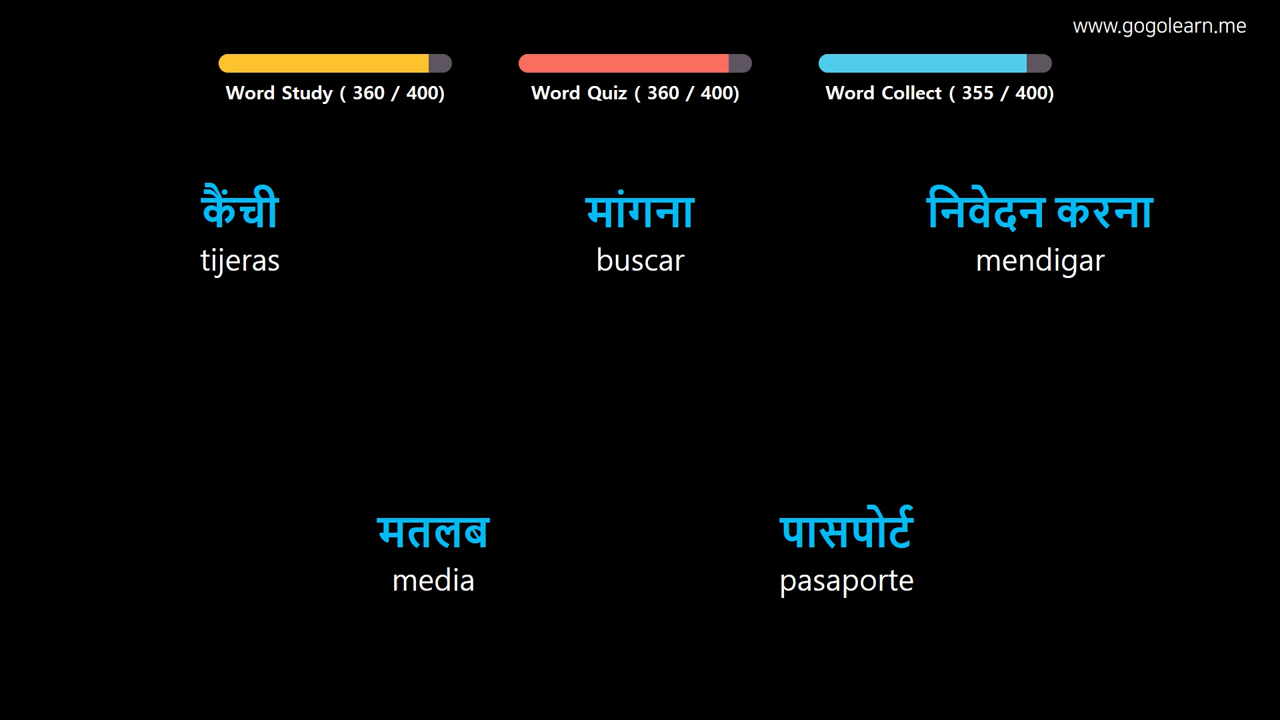 www.gogolearn.me
Word Study ( 360 / 400)
Word Quiz ( 360 / 400)
Word Collect ( 355 / 400)
कैंची
tijeras
मांगना
buscar
निवेदन करना
mendigar
मतलब
media
पासपोर्ट
pasaporte